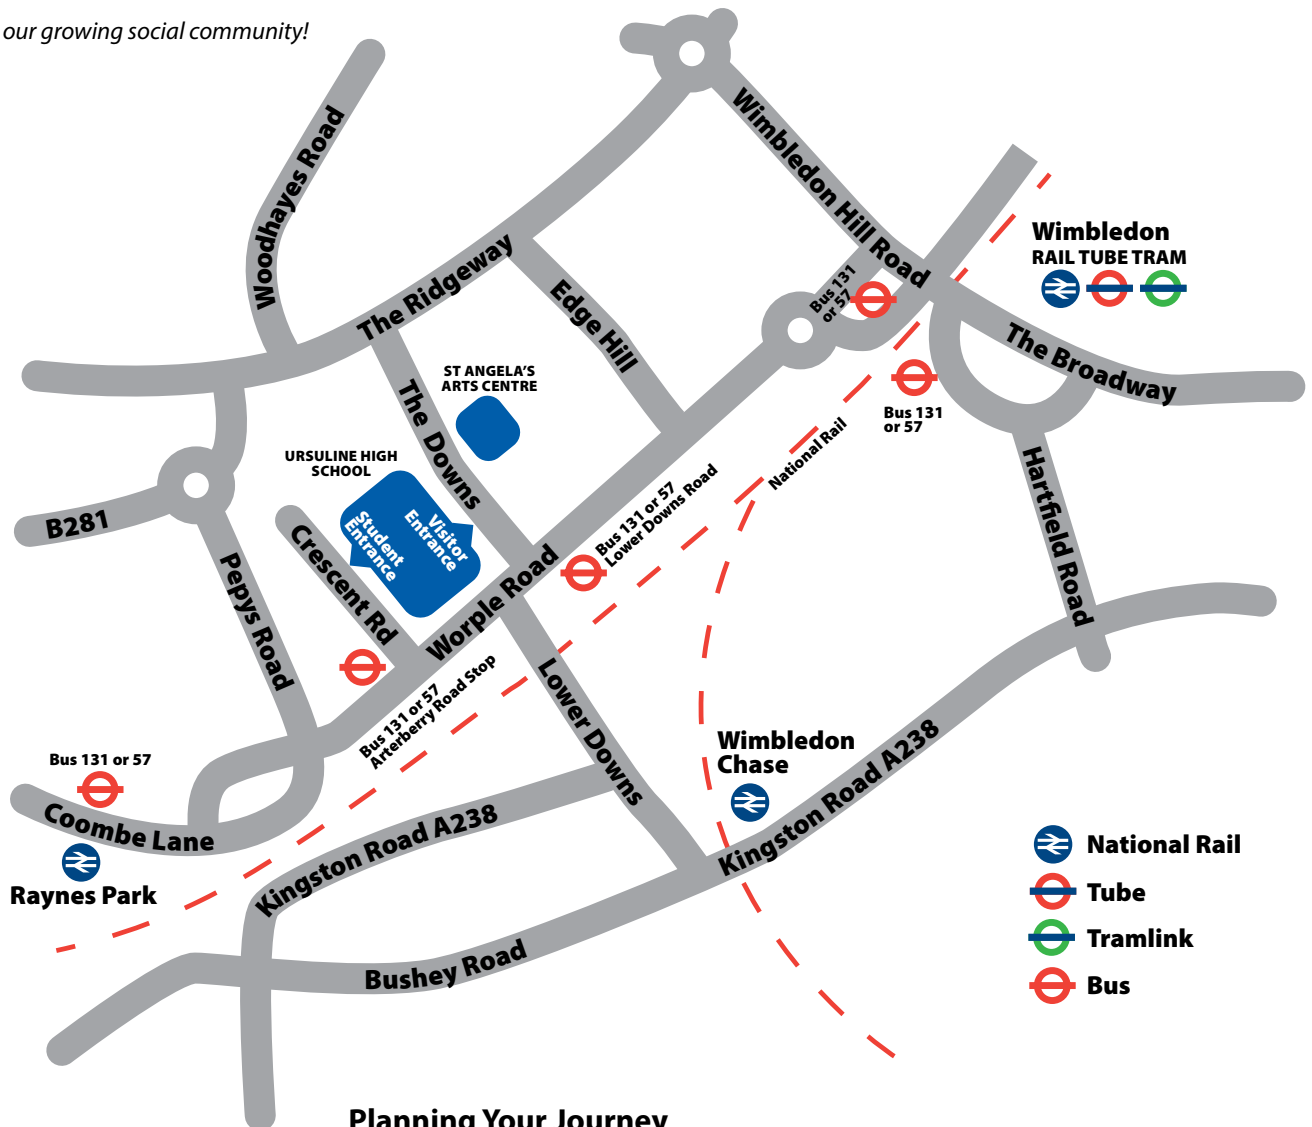 our growing social community!
Woodhayes Road
Wimbledon Hill Road
The Ridgeway
Edge Hill
Bus 131
or 57
Wimbledon
RAIL TUBE TRAM
The Broadway
ST ANGELA'S
ARTS CENTRE
The Downs
Bus 131
or 57
URSULINE HIGH
SCHOOL
Student
Entrance
Visitor
Entrance
National Rail
Hartfield Road
B281
Crescent Rd
Bus 131 or 57
Lower Downs Road
Pepys Road
Worple Road
Bus 131 or 57
Arterberry Road Stop
Lower Downs
Wimbledon
Chase
Bus 131 or 57
Coombe Lane
Raynes Park
Kingston Road A238
Kingston Road A238
Bushey Road
National Rail
Tube
Tramlink
Bus
Planning Your Journey